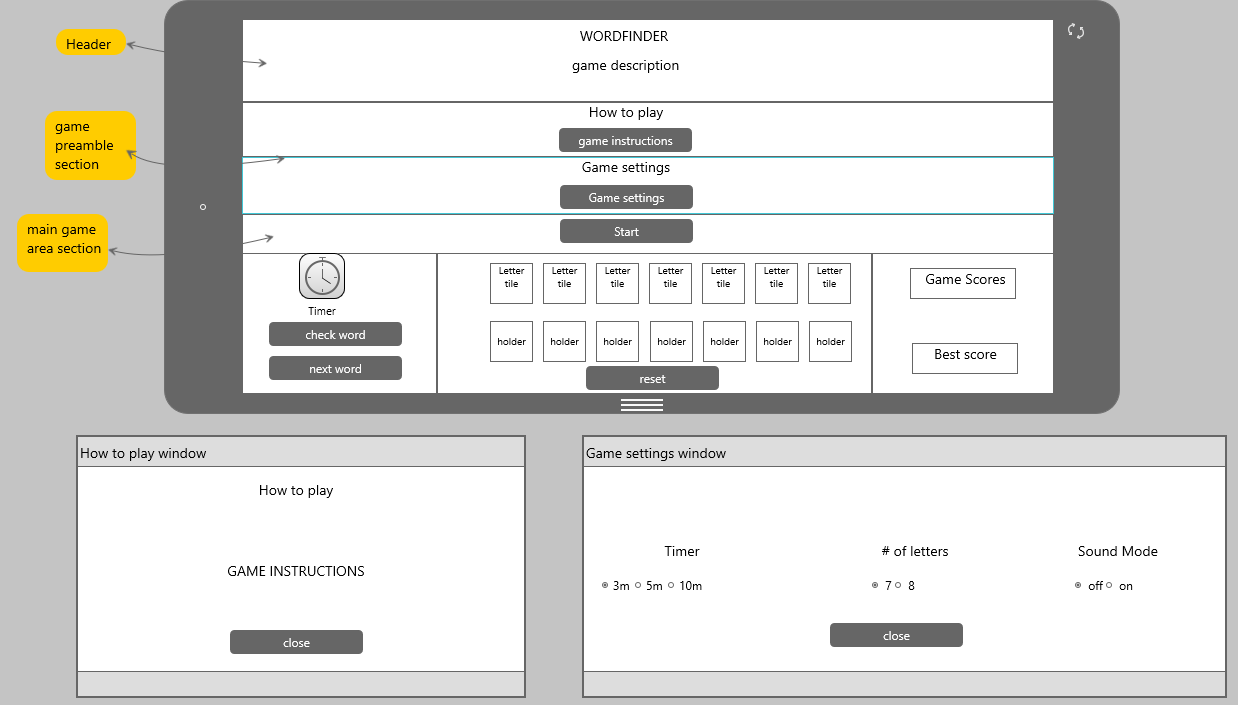 Header
WORDFINDER
game description
game
preamble
section
How to play
game instructions
Game settings
Game settings
main game
area section
Start
Timer
check word
next word
Letter
tile
Letter
tile
Letter
tile
Letter
tile
Letter
tile
Letter
tile
Letter
tile
holder
holder
holder
holder
holder
holder
holder
reset
Game Scores
Best score
How to play window
How to play
GAME INSTRUCTIONS
close
Game settings window
Timer
# of letters
Sound Mode
3m 5m 10m
7 8
off on
close